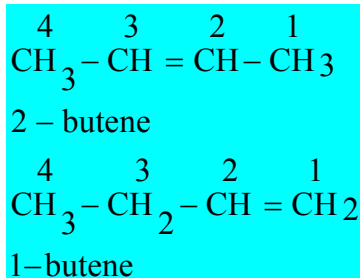 4 3 2 1
CH3 – CH = CH – CH3
2 – butene
4 3 2 1
CH3 – CH2 – CH = CH2
1–butene